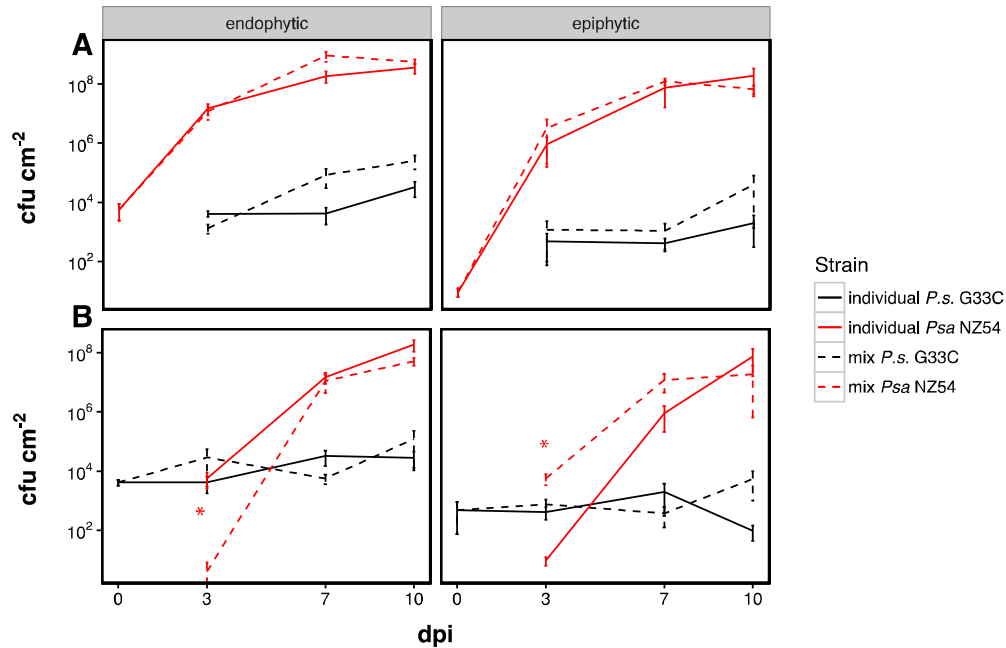 endophytic
epiphytic
A
10^8
10^6
10^4
10^2
cfu cm^-2
B
*
*
10^8
10^6
10^4
10^2
cfu cm^-2
0 3 7 10
0 3 7 10
dpi
Strain
individual P.s. G33C
individual Psa NZ54
mix P.s. G33C
mix Psa NZ54